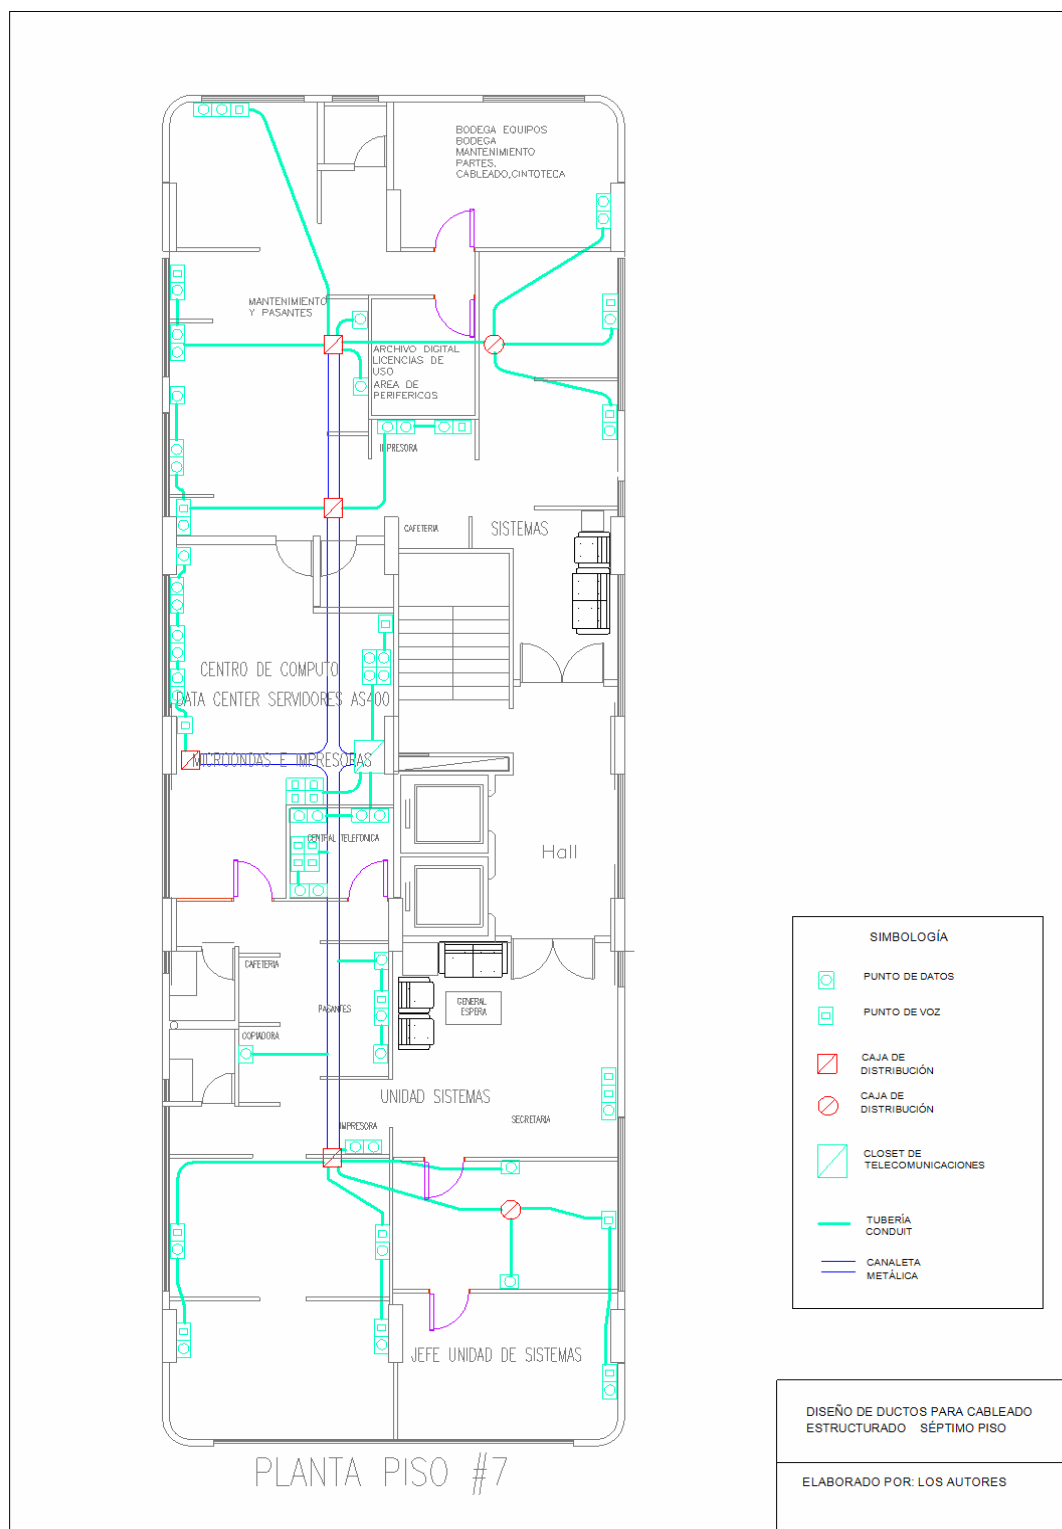 BODEGA EQUIPOS
BODEGA
MANTENIMIENTO
PARTES,
CABLEADO,CINTOTECA
MANTENIMIENTO
Y PASANTES
ARCHIVO DIGITAL
LICENCIAS DE
USO
AREA DE
PERIFERICOS
IMPRESORA
CAFETERIA
SISTEMAS
CENTRO DE COMPUTO
DATA CENTER SERVIDORES AS400
MICROONDAS E IMPRESORAS
CENTRAL TELEFONICA
Hall
CAFETERIA
PASANTES
GENERAL
ESPERA
COPIADORA
UNIDAD SISTEMAS
SECRETARIA
IMPRESORA
JEFE UNIDAD DE SISTEMAS
PLANTA PISO #7
SIMBOLOGÍA
PUNTO DE DATOS
PUNTO DE VOZ
CAJA DE
DISTRIBUCIÓN
CAJA DE
DISTRIBUCIÓN
CLOSET DE
TELECOMUNICACIONES
TUBERÍA
CONDUIT
CANALETA
METÁLICA
DISEÑO DE DUCTOS PARA CABLEADO
ESTRUCTURADO SÉPTIMO PISO
ELABORADO POR: LOS AUTORES